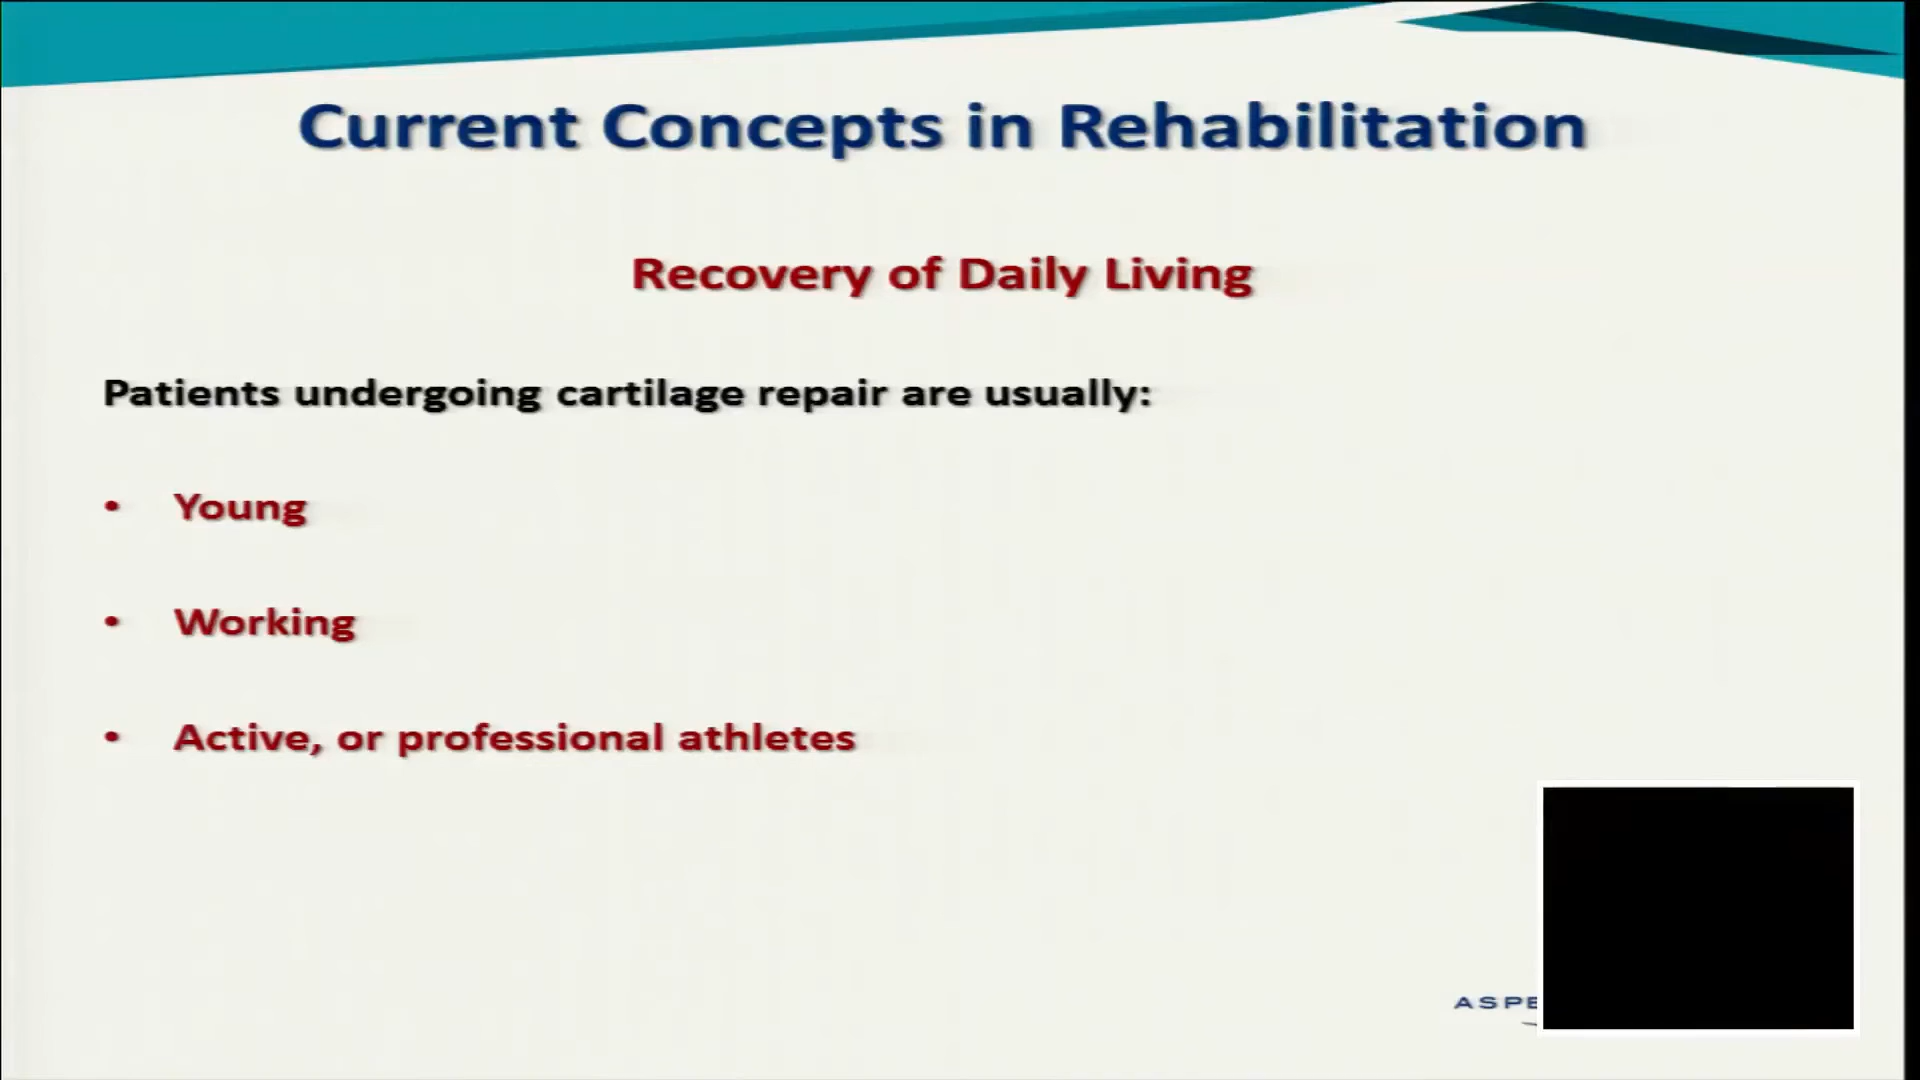 Current Concepts in Rehabilitation
Recovery of Daily Living
Patients undergoing cartilage repair are usually:
• Young
• Working
• Active, or professional athletes